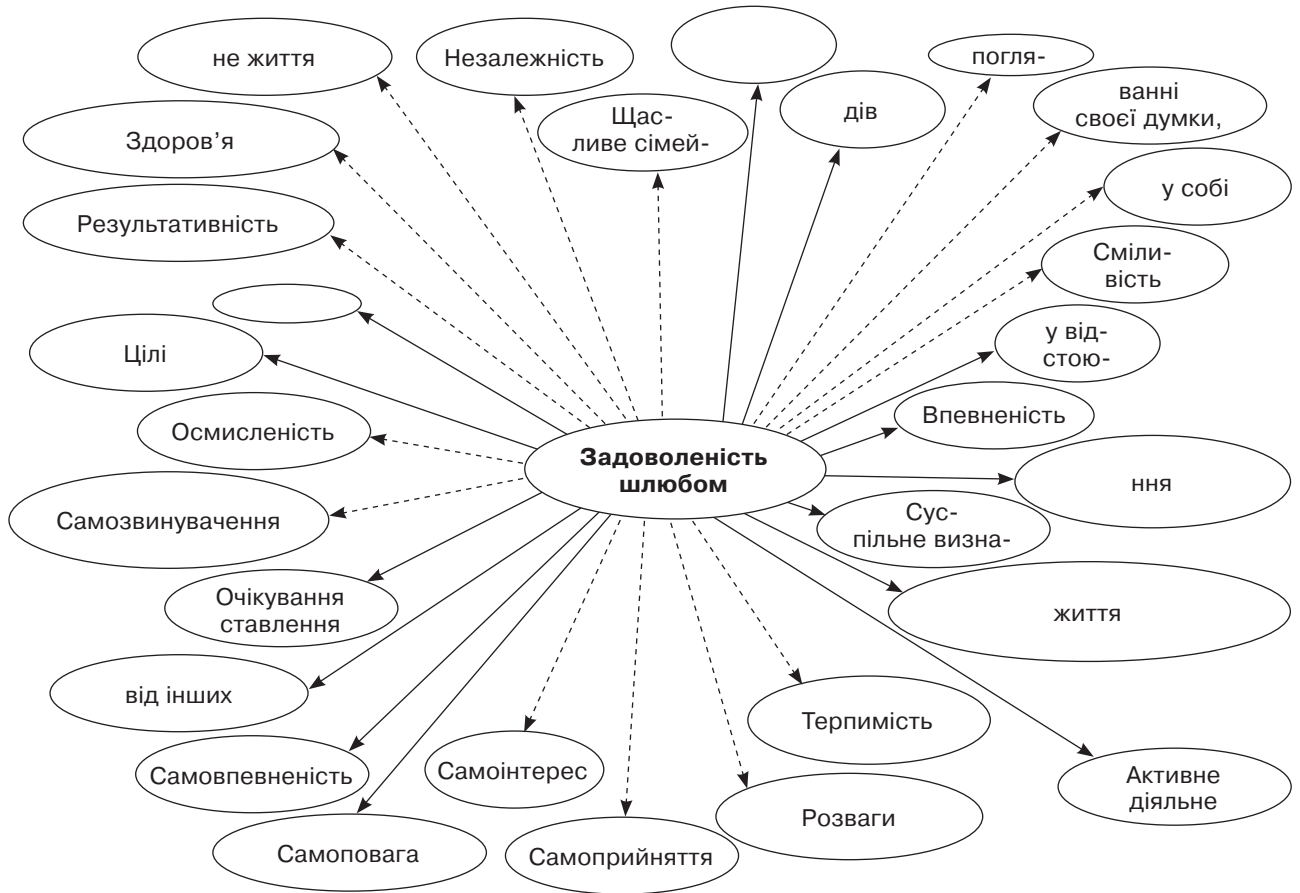 не життя
Незалежність
погля-
Щас-
ливе сімей-
дів
ванні
своєї думки,
Здоров’я
у собі
Результативність
Сміли-
вість
Цілі
у від-
стою-
Осмисленість
Впевненість
Задоволеність
шлюбом
ння
Самозвинувачення
Сус-
пільне визна-
Очікування
ставлення
життя
від інших
Терпимість
Самовпевненість
Самоінтерес
Активне
діяльне
Розваги
Самоповага
Самоприйняття